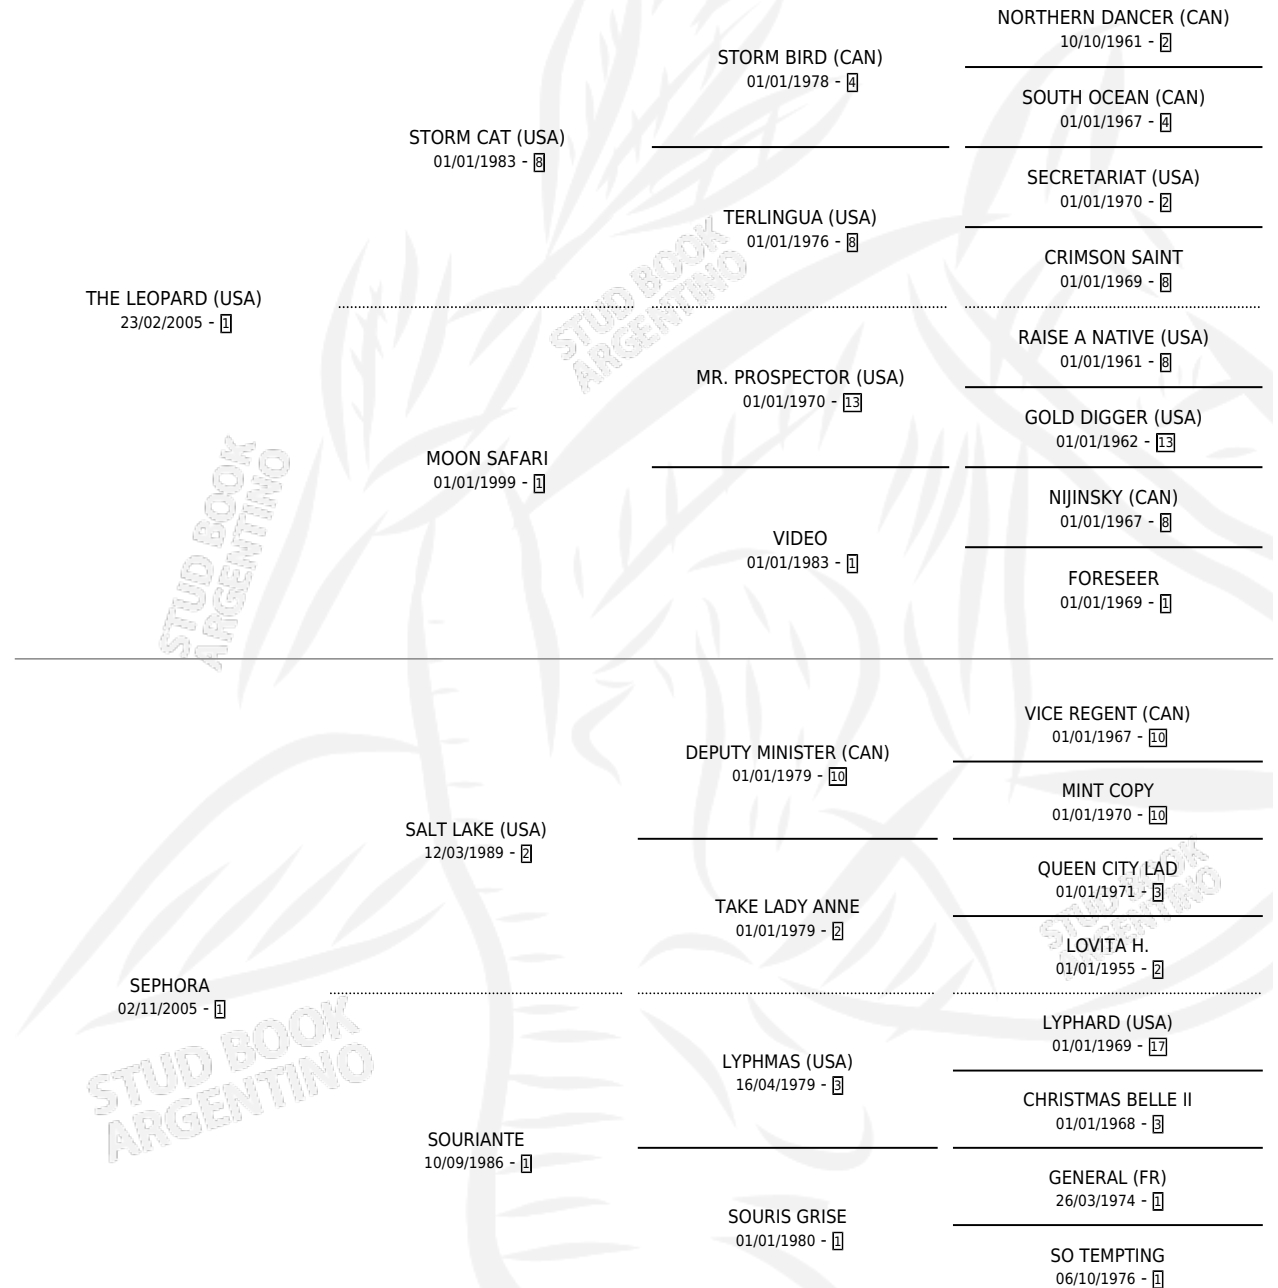 NORTHERN DANCER (CAN)
10/10/1961 - 2
STORM BIRD (CAN)
01/01/1978 - 4
SOUTH OCEAN (CAN)
01/01/1967 - 4
STORM CAT (USA)
01/01/1983 - 8
SECRETARIAT (USA)
01/01/1970 - 2
TERLINGUA (USA)
01/01/1976 - 8
CRIMSON SAINT
01/01/1969 - 8
THE LEOPARD (USA)
23/02/2005 - 1
STUD BOOK
ARGENTINO
RAISE A NATIVE (USA)
01/01/1961 - 8
MR. PROSPECTOR (USA)
01/01/1970 - 13
GOLD DIGGER (USA)
01/01/1962 - 13
MOON SAFARI
01/01/1999 - 1
NIJINSKY (CAN)
01/01/1967 - 8
VIDEO
01/01/1983 - 1
FORESEER
01/01/1969 - 1
STUD BOOK
ARGENTINO
VICE REGENT (CAN)
01/01/1967 - 10
DEPUTY MINISTER (CAN)
01/01/1979 - 10
MINT COPY
01/01/1970 - 10
SALT LAKE (USA)
12/03/1989 - 2
QUEEN CITY LAD
01/01/1971 - 3
TAKE LADY ANNE
01/01/1979 - 2
LOVITA H.
01/01/1955 - 2
STUD BOOK
ARGENTINO
SEPHORA
02/11/2005 - 1
LYPHARD (USA)
01/01/1969 - 17
LYPHMAS (USA)
16/04/1979 - 3
CHRISTMAS BELLE II
01/01/1968 - 3
STUD BOOK
ARGENTINO
SOURIANTE
10/09/1986 - 1
GENERAL (FR)
26/03/1974 - 1
SOURIS GRISE
01/01/1980 - 1
SO TEMPTING
06/10/1976 - 1